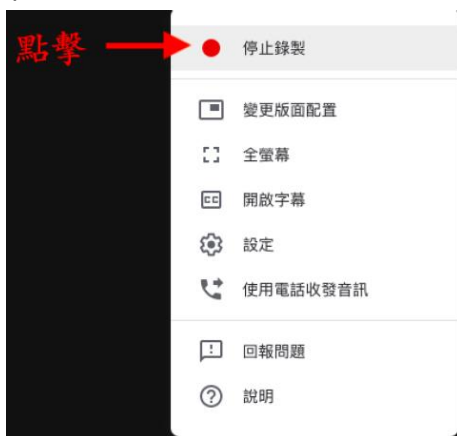 點擊
停止錄製
變更版面配置
全螢幕
CC
開啟字幕
設定
使用電話收發音訊
回報問題
說明